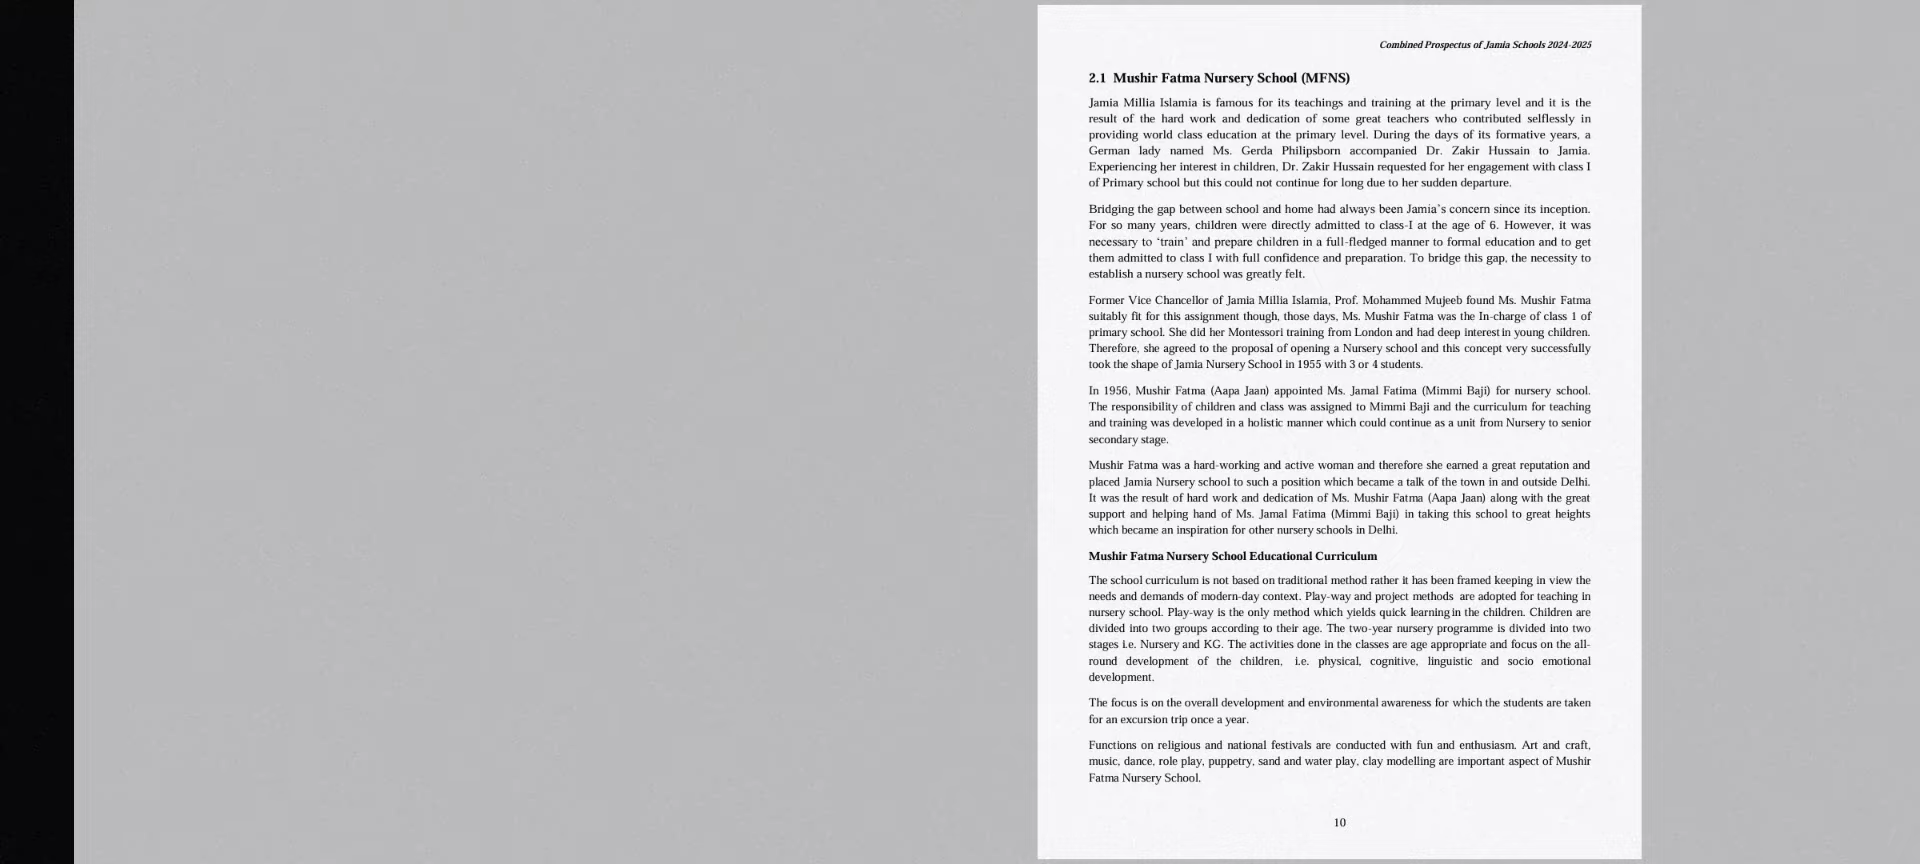 Combined Prospectus of Jamia Schools 2024-2025
2.1 Mushir Fatma Nursery School (MFNS)
Jamia Millia Islamia is famous for its teachings and training at the primary level and it is the
result of the hard work and dedication of some great teachers who contributed selflessly in
providing world class education at the primary level. During the days of its formative years, a
German lady named Ms. Gerda Philipsborn accompanied Dr. Zakir Hussain to Jamia.
Experiencing her interest in children, Dr. Zakir Hussain requested for her engagement with class I
of Primary school but this could not continue for long due to her sudden departure.
Bridging the gap between school and home had always been Jamia's concern since its inception.
For so many years, children were directly admitted to class-I at the age of 6. However, it was
necessary to ‘train’ and prepare children in a full-fledged manner to formal education and to get
them admitted to class I with full confidence and preparation. To bridge this gap, the necessity to
establish a nursery school was greatly felt.
Former Vice Chancellor of Jamia Millia Islamia, Prof. Mohammed Mujeeb found Ms. Mushir Fatma
suitably fit for this assignment though, those days, Ms. Mushir Fatma was the In-charge of class 1 of
primary school. She did her Montessori training from London and had deep interest in young children.
Therefore, she agreed to the proposal of opening a Nursery school and this concept very successfully
took the shape of Jamia Nursery School in 1955 with 3 or 4 students.
In 1956, Mushir Fatma (Aapa Jaan) appointed Ms. Jamal Fatima (Mimmi Baji) for nursery school.
The responsibility of children and class was assigned to Mimmi Baji and the curriculum for teaching
and training was developed in a holistic manner which could continue as a unit from Nursery to senior
secondary stage.
Mushir Fatma was a hard-working and active woman and therefore she earned a great reputation and
placed Jamia Nursery school to such a position which became a talk of the town in and outside Delhi.
It was the result of hard work and dedication of Ms. Mushir Fatma (Aapa Jaan) along with the great
support and helping hand of Ms. Jamal Fatima (Mimmi Baji) in taking this school to great heights
which became an inspiration for other nursery schools in Delhi.
Mushir Fatma Nursery School Educational Curriculum
The school curriculum is not based on traditional method rather it has been framed keeping in view the
needs and demands of modern-day context. Play-way and project methods are adopted for teaching in
nursery school. Play-way is the only method which yields quick learning in the children. Children are
divided into two groups according to their age. The two-year nursery programme is divided into two
stages i.e. Nursery and KG. The activities done in the classes are age appropriate and focus on the all-
round development of the children, i.e. physical, cognitive, linguistic and socio emotional
development.
The focus is on the overall development and environmental awareness for which the students are taken
for an excursion trip once a year.
Functions on religious and national festivals are conducted with fun and enthusiasm. Art and craft,
music, dance, role play, puppetry, sand and water play, clay modelling are important aspect of Mushir
Fatma Nursery School.
10